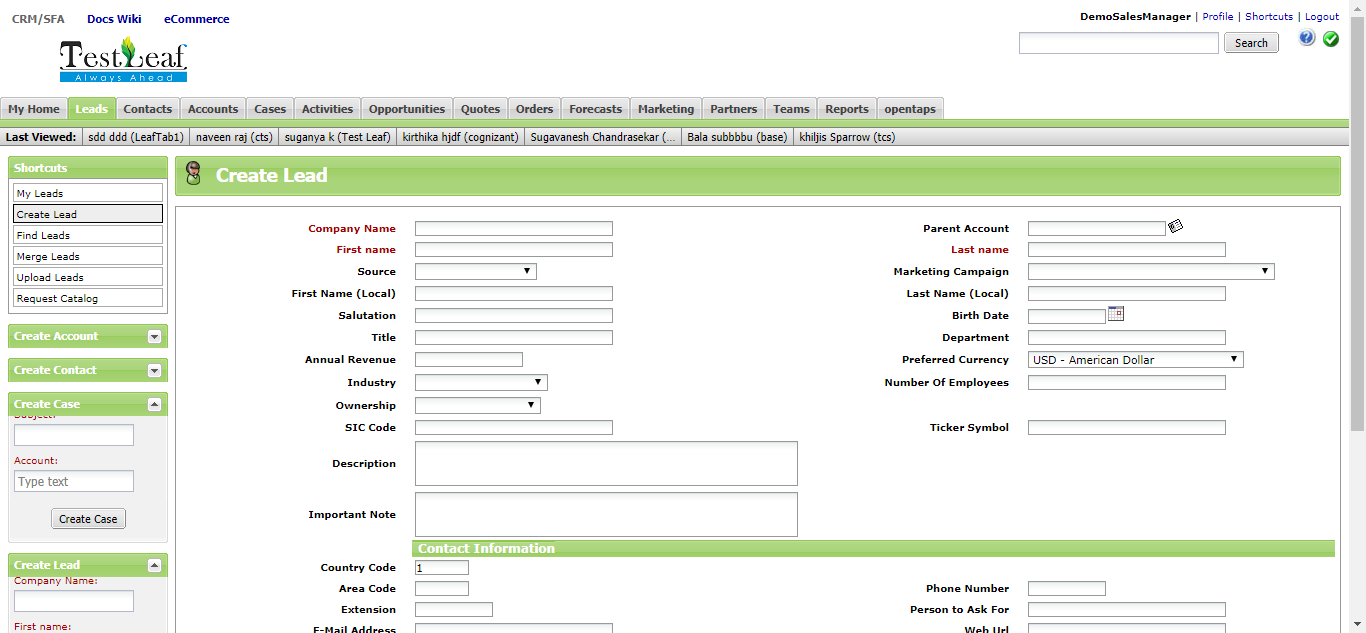 CRM/SFA Docs Wiki eCommerce
DemoSalesManager | Profile | Shortcuts | Logout
TestLeaf
Always Ahead
Search
My Home Leads Contacts Accounts Cases Activities Opportunities Quotes Orders Forecasts Marketing Partners Teams Reports opentaps
Last Viewed: sdd ddd (LeafTab1) naveen raj (cts) suganya k (Test Leaf) kirthika hjdf (cognizant) Sugavanesh Chandrasekar (... Bala subbbbu (base) khiljis Sparrow (tcs)
Shortcuts
My Leads
Create Lead
Find Leads
Merge Leads
Upload Leads
Request Catalog
Create Account
Create Contact
Create Case
Subject:
Account:
Type text
Create Case
Create Lead
Company Name:
First name:
Create Lead
Company Name Parent Account
First name Last name
Source Marketing Campaign
First Name (Local) Last Name (Local)
Salutation Birth Date
Title Department
Annual Revenue Preferred Currency USD - American Dollar
Industry Number Of Employees
Ownership
SIC Code Ticker Symbol
Description
Important Note
Contact Information
Country Code 1
Area Code Phone Number
Extension Person to Ask For
E-Mail Address Web Url